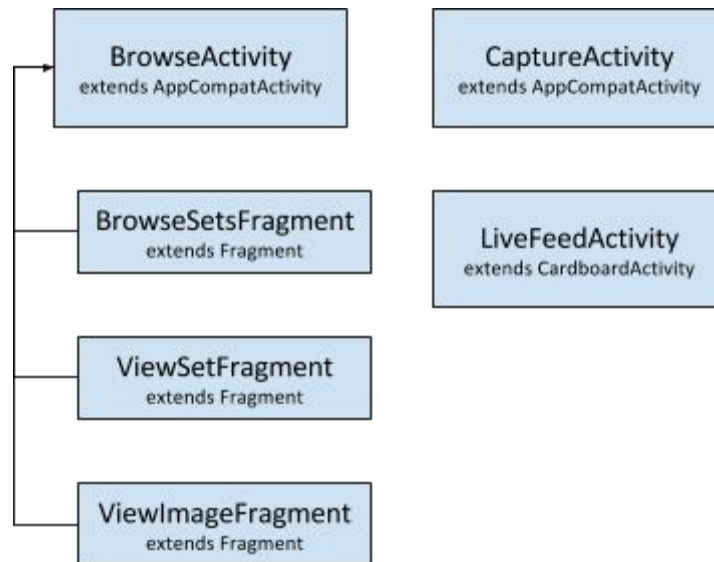 BrowseActivity
extends AppCompatActivity
CaptureActivity
extends AppCompatActivity
BrowseSetsFragment
extends Fragment
LiveFeedActivity
extends CardboardActivity
ViewSetFragment
extends Fragment
ViewImageFragment
extends Fragment